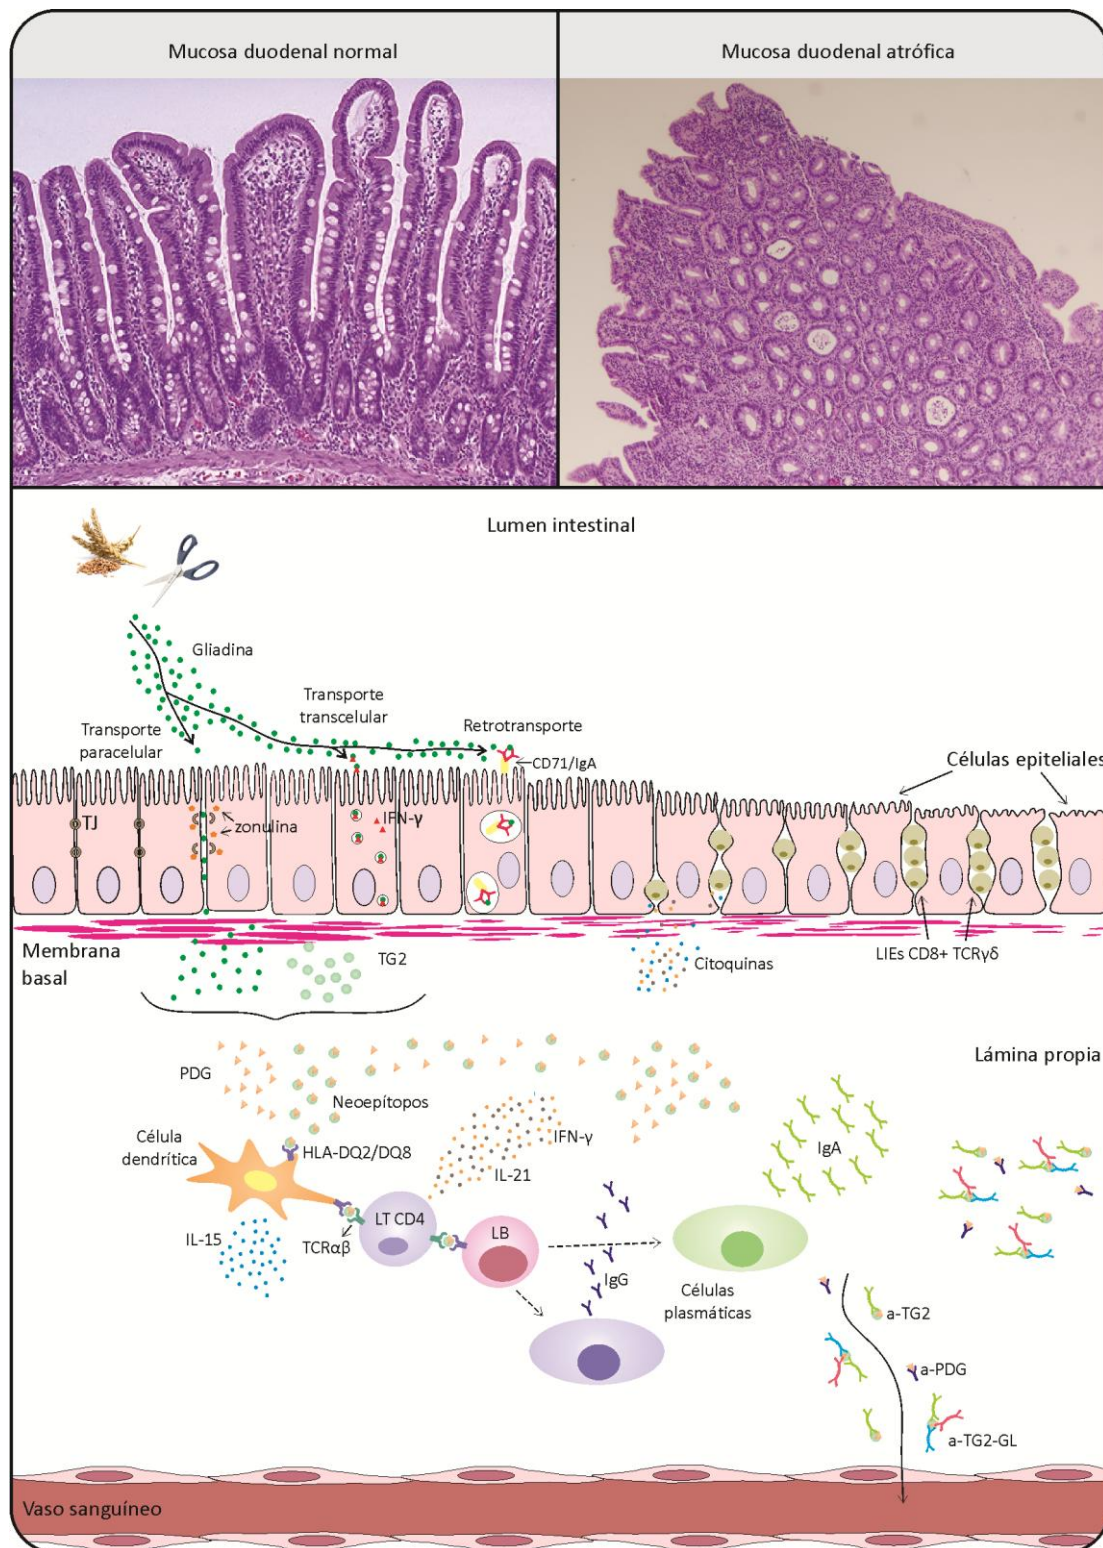 Mucosa duodenal normal
Mucosa duodenal atrófica
Lumen intestinal
Gliadina
Transporte
transcelular
Retrotransporte
Transporte
paracelular
CD71/IgA
Células epiteliales
TJ
zonulina
IFN-γ
Membrana
basal
TG2
Citoquinas
LIEs CD8+ TCRγδ
PDG
Lámina propia
Neoepítopos
Célula
dendrítica
HLA-DQ2/DQ8
IFN-γ
IL-21
IgA
IL-15
TCRαβ
LT CD4
LB
IgG
Células
plasmáticas
a-TG2
a-PDG
a-TG2-GL
Vaso sanguíneo